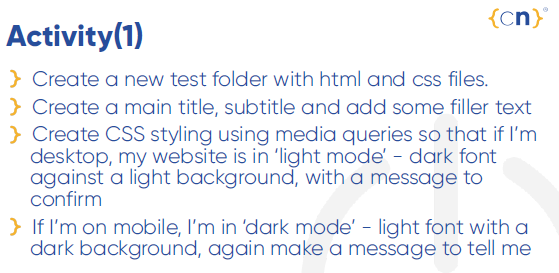 {cn}®
Activity(1)
} Create a new test folder with html and css files.
} Create a main title, subtitle and add some filler text
} Create CSS styling using media queries so that if I’m
desktop, my website is in ‘light mode’ - dark font
against a light background, with a message to
confirm
} If I’m on mobile, I’m in ‘dark mode’ - light font with a
dark background, again make a message to tell me